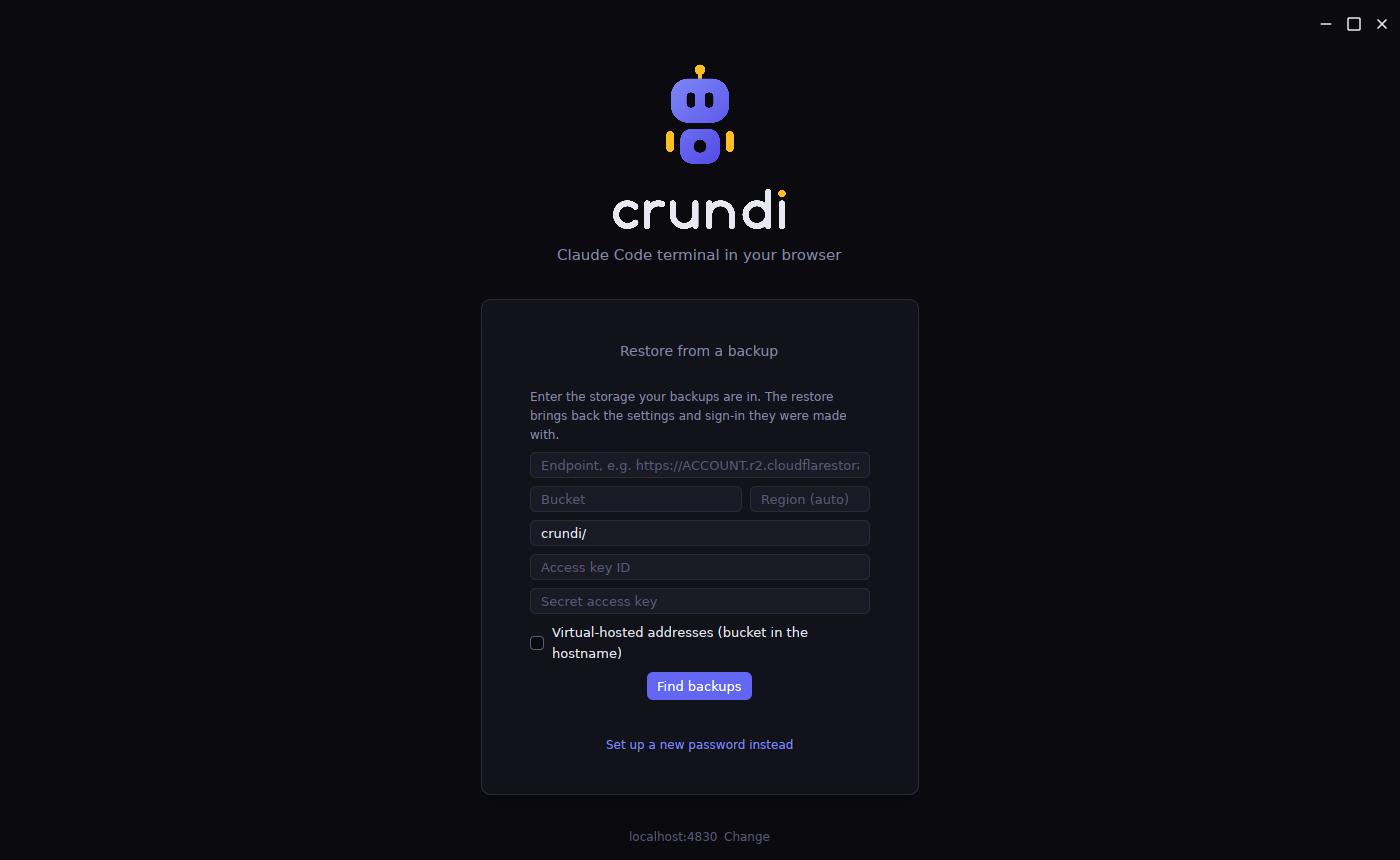 crundi
Claude Code terminal in your browser
Restore from a backup
Enter the storage your backups are in. The restore
brings back the settings and sign-in they were made
with.
Endpoint, e.g. https://ACCOUNT.r2.cloudflarestora
Bucket
Region (auto)
crundi/
Access key ID
Secret access key
Virtual-hosted addresses (bucket in the
hostname)
Find backups
Set up a new password instead
localhost:4830 Change